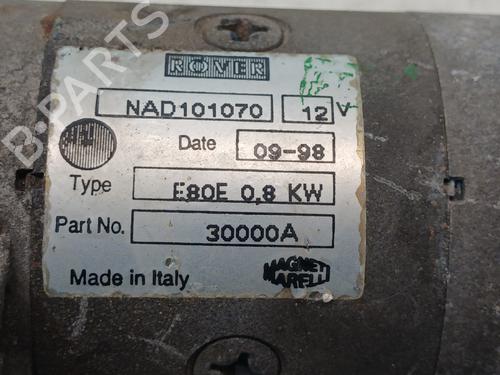 ROVER
NAD101070 12 V
Date 09-98
Type E80E 0,8 KW
Part No. 30000A
Made in Italy
MAGNETI MARELLI
B-PARTS